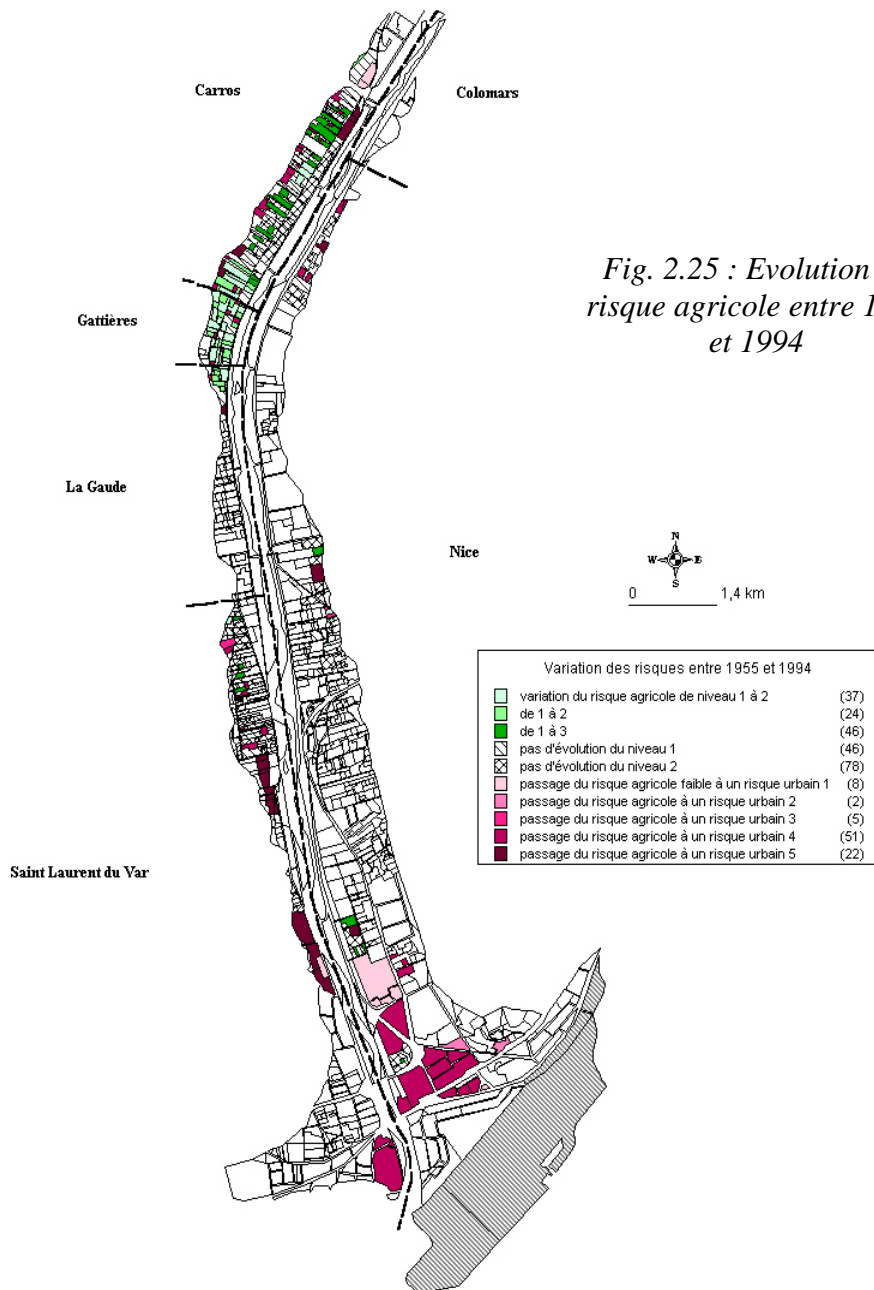 Carros
Colomars
Fig. 2.25 : Evolution
risque agricole entre 1
et 1994
Gattières
La Gaude
Nice
N
W E
S
0 1,4 km
Variation des risques entre 1955 et 1994
variation du risque agricole de niveau 1 à 2 (37)
de 1 à 2 (24)
de 1 à 3 (46)
pas d'évolution du niveau 1 (46)
pas d'évolution du niveau 2 (78)
passage du risque agricole faible à un risque urbain 1 (8)
passage du risque agricole à un risque urbain 2 (2)
passage du risque agricole à un risque urbain 3 (5)
passage du risque agricole à un risque urbain 4 (51)
passage du risque agricole à un risque urbain 5 (22)
Saint Laurent du Var